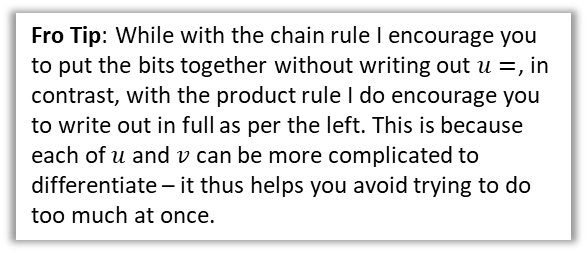 Fro Tip: While with the chain rule I encourage you
to put the bits together without writing out 𝑢 =, in
contrast, with the product rule I do encourage you
to write out in full as per the left. This is because
each of 𝑢 and 𝑣 can be more complicated to
differentiate – it thus helps you avoid trying to do
too much at once.